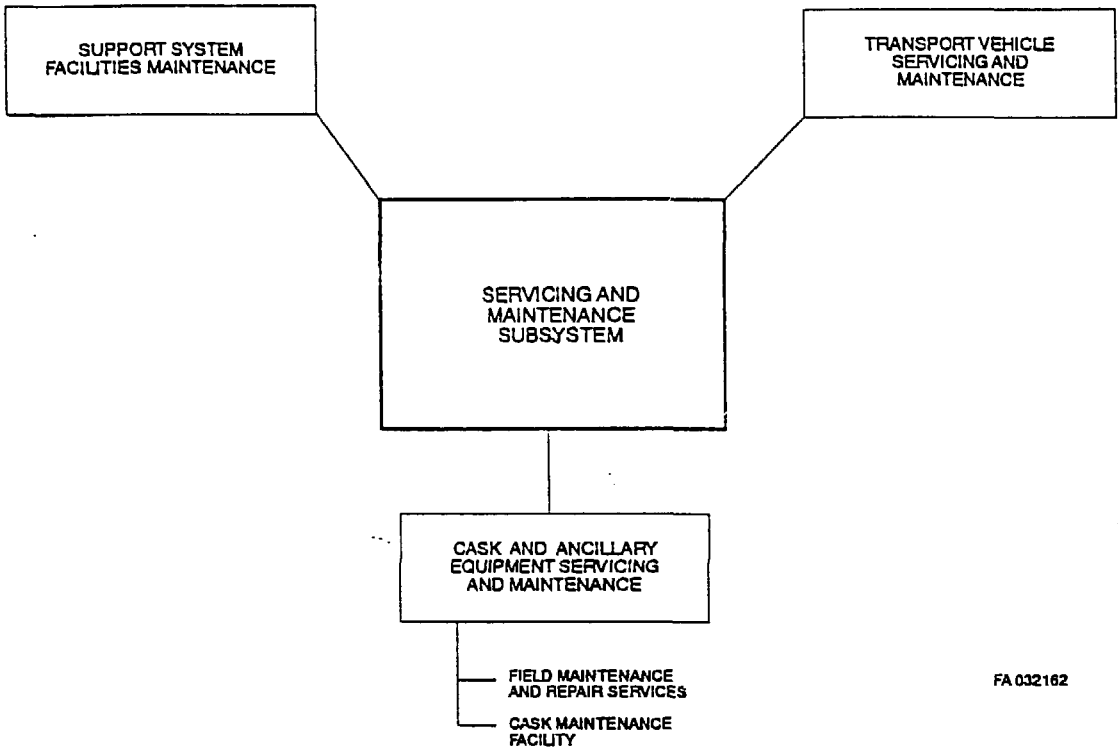 SUPPORT SYSTEM
FACILITIES MAINTENANCE
TRANSPORT VEHICLE
SERVICING AND
MAINTENANCE
SERVICING AND
MAINTENANCE
SUBSYSTEM
CASK AND ANCILLARY
EQUIPMENT SERVICING
AND MAINTENANCE
FIELD MAINTENANCE
AND REPAIR SERVICES
CASK MAINTENANCE
FACILITY
FA 032162